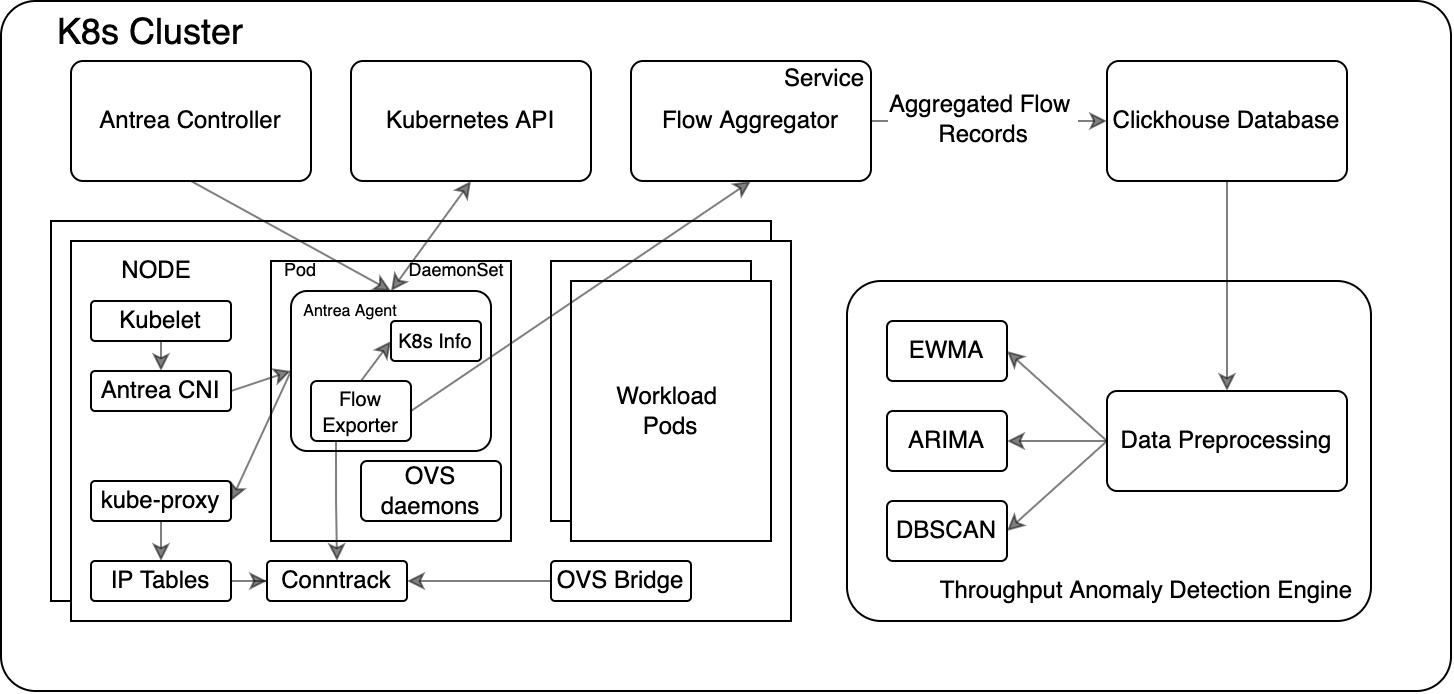 K8s Cluster
Antrea Controller
Kubernetes API
Service
Flow Aggregator
Aggregated Flow
Records
Clickhouse Database
NODE
Kubelet
Antrea CNI
kube-proxy
IP Tables
Pod
DaemonSet
Antrea Agent
K8s Info
Flow
Exporter
OVS
daemons
Conntrack
Workload
Pods
OVS Bridge
EWMA
ARIMA
DBSCAN
Data Preprocessing
Throughput Anomaly Detection Engine